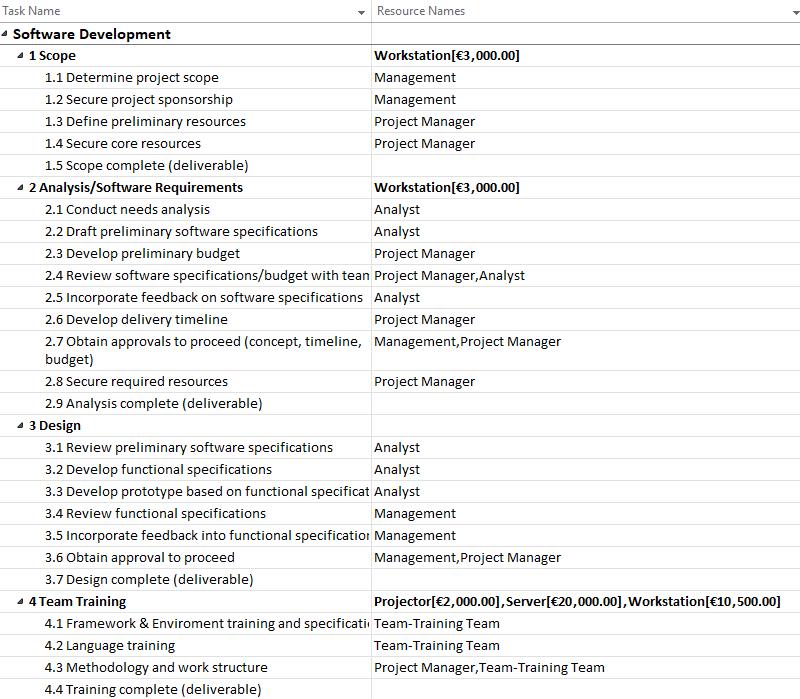 Task Name Resource Names
Software Development
1 Scope Workstation[€3,000.00]
1.1 Determine project scope Management
1.2 Secure project sponsorship Management
1.3 Define preliminary resources Project Manager
1.4 Secure core resources Project Manager
1.5 Scope complete (deliverable)
2 Analysis/Software Requirements Workstation[€3,000.00]
2.1 Conduct needs analysis Analyst
2.2 Draft preliminary software specifications Analyst
2.3 Develop preliminary budget Project Manager
2.4 Review software specifications/budget with team Project Manager,Analyst
2.5 Incorporate feedback on software specifications Analyst
2.6 Develop delivery timeline Project Manager
2.7 Obtain approvals to proceed (concept, timeline, Management,Project Manager
budget)
2.8 Secure required resources Project Manager
2.9 Analysis complete (deliverable)
3 Design
3.1 Review preliminary software specifications Analyst
3.2 Develop functional specifications Analyst
3.3 Develop prototype based on functional specificat Analyst
3.4 Review functional specifications Management
3.5 Incorporate feedback into functional specification Management
3.6 Obtain approval to proceed Management,Project Manager
3.7 Design complete (deliverable)
4 Team Training Projector[€2,000.00],Server[€20,000.00],Workstation[€10,500.00]
4.1 Framework & Enviroment training and specificati Team-Training Team
4.2 Language training Team-Training Team
4.3 Methodology and work structure Project Manager,Team-Training Team
4.4 Training complete (deliverable)